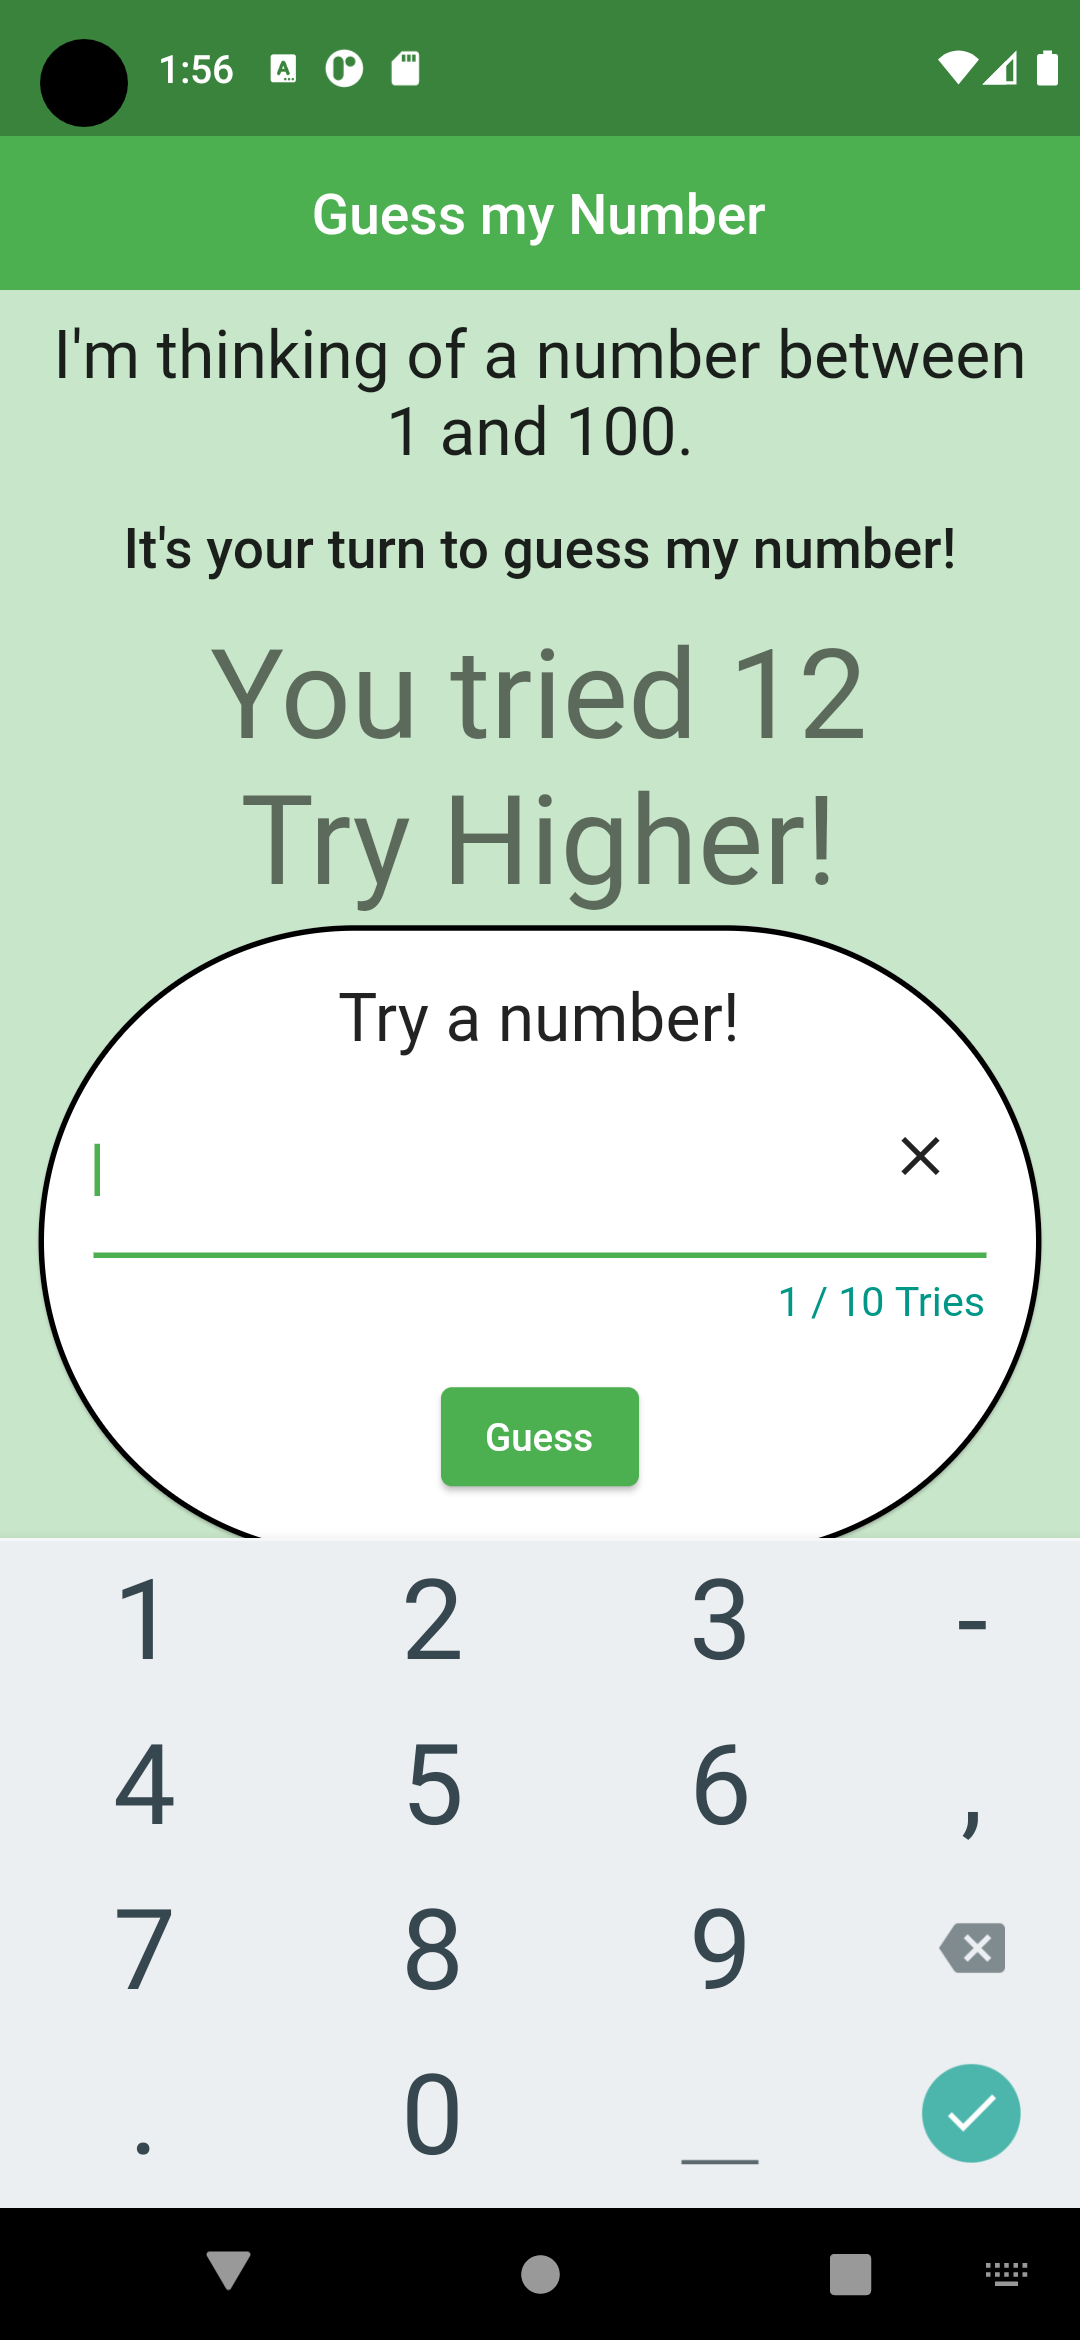 1:56
Guess my Number
I'm thinking of a number between
1 and 100.
It's your turn to guess my number!
You tried 12
Try Higher!
Try a number!
1 / 10 Tries
Guess
1 2 3 -
4 5 6 ,
7 8 9
. 0